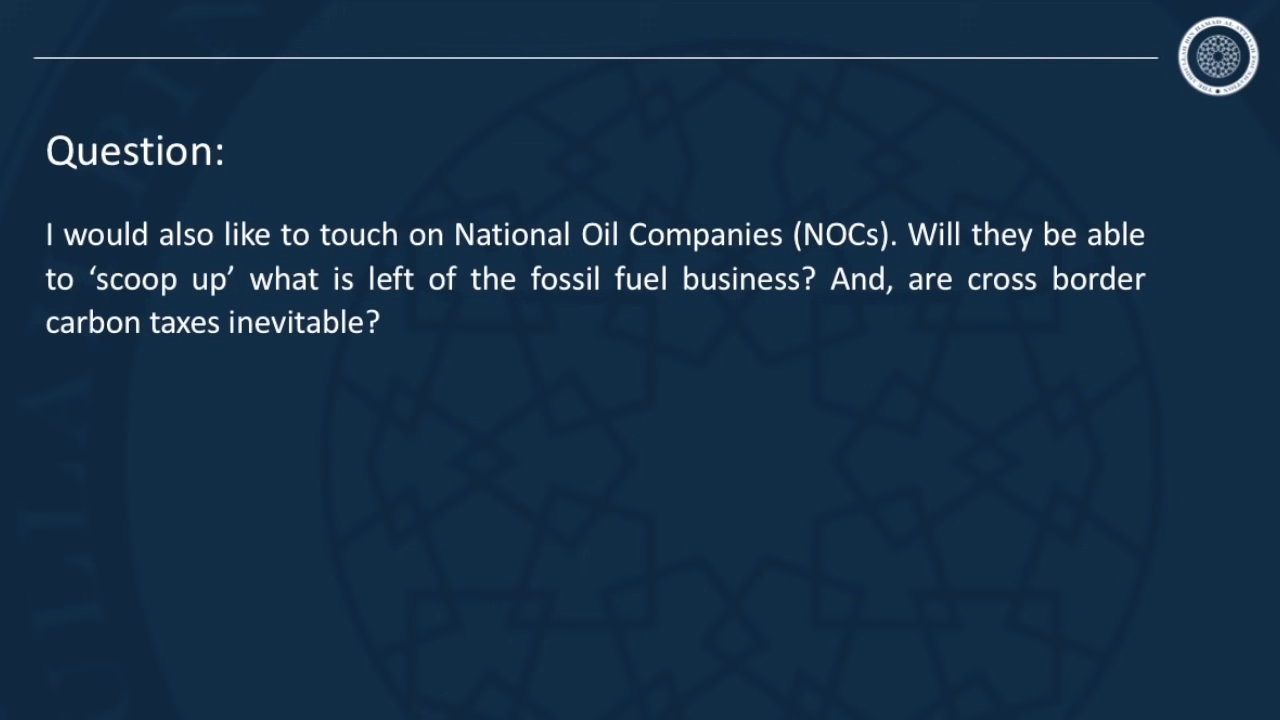 Question:
I would also like to touch on National Oil Companies (NOCs). Will they be able
to ‘scoop up’ what is left of the fossil fuel business? And, are cross border
carbon taxes inevitable?